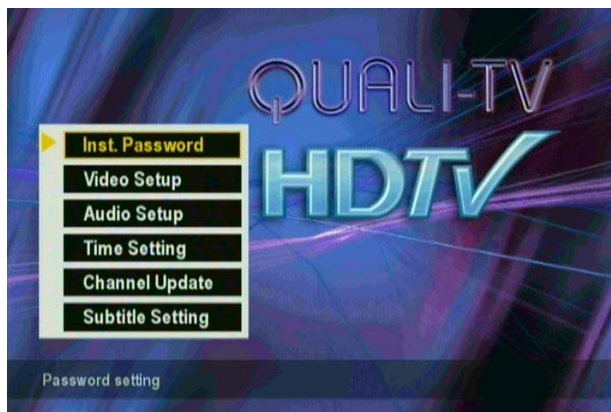 QUALI-TV
HDTV
Inst. Password
Video Setup
Audio Setup
Time Setting
Channel Update
Subtitle Setting
Password setting